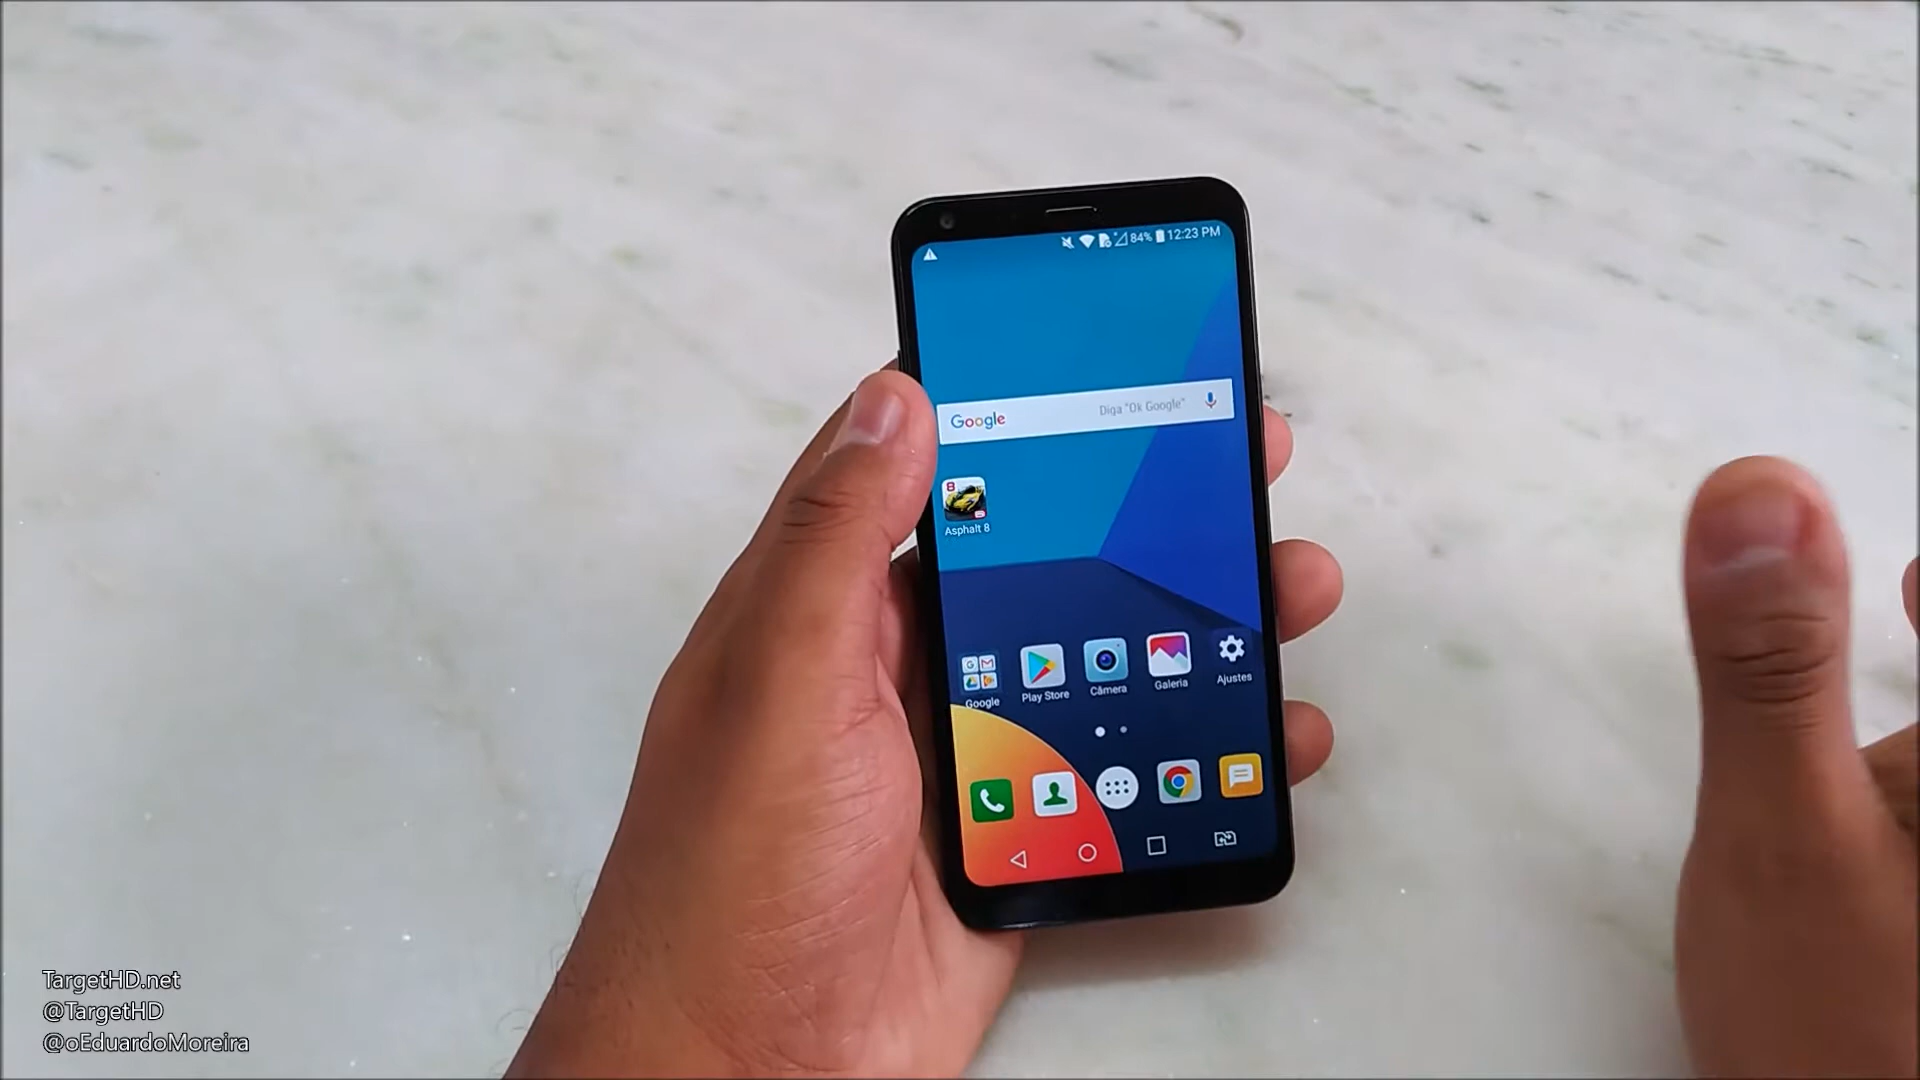 84% 12:23 PM
Google Diga "Ok Google"
8
Asphalt 8
Google Play Store Câmera Galeria Ajustes
TargetHD.net
@TargetHD
@oEduardoMoreira